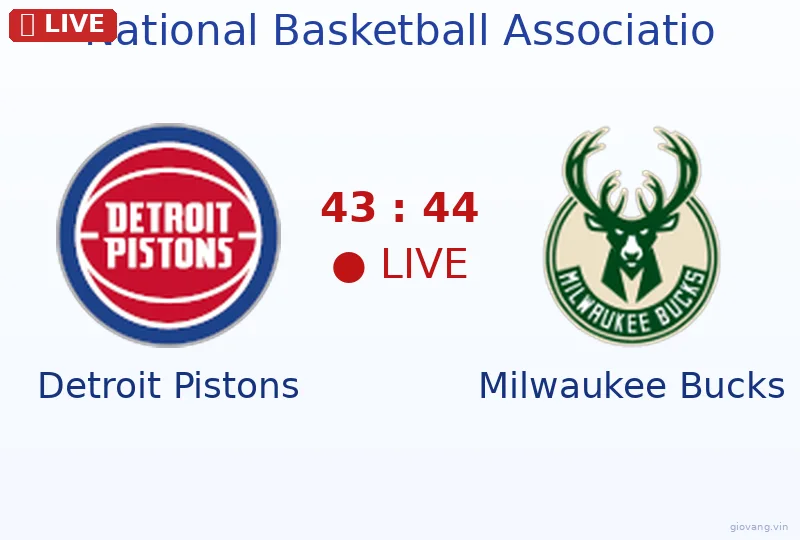 LIVE
National Basketball Associatio
DETROIT
PISTONS
43 : 44
● LIVE
MILWAUKEE BUCKS
Detroit Pistons
Milwaukee Bucks
giovang.vin